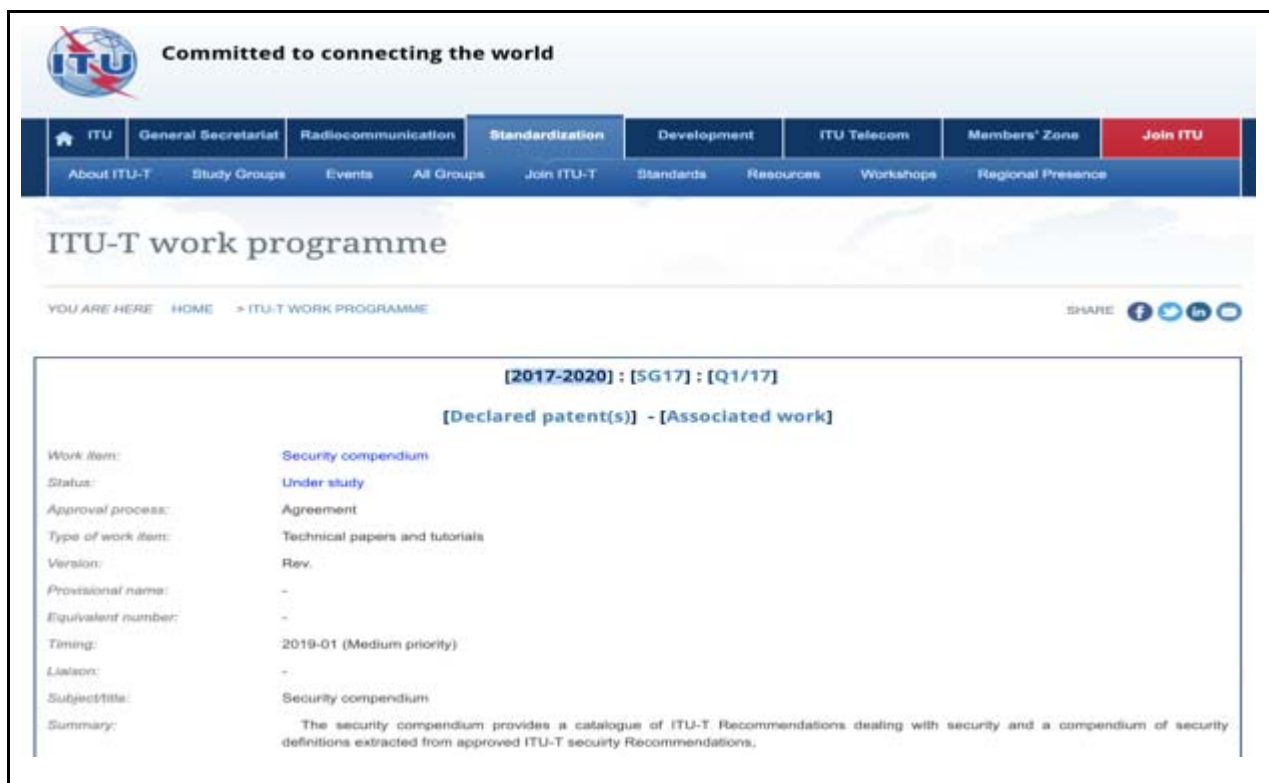 ITU
Committed to connecting the world
ITU General Secretariat Radiocommunication Standardization Development ITU Telecom Members' Zone Join ITU
About ITU-T Study Groups Events All Groups Join ITU-T Standards Resources Workshops Regional Presence
ITU-T work programme
YOU ARE HERE HOME > ITU-T WORK PROGRAMME SHARE
[2017-2020] : [SG17] : [Q1/17]
[Declared patent(s)] - [Associated work]
Work item: Security compendium
Status: Under study
Approval process: Agreement
Type of work item: Technical papers and tutorials
Version: Rev.
Provisional name: -
Equivalent number: -
Timing: 2019-01 (Medium priority)
Liaison: -
Subject/title: Security compendium
Summary: The security compendium provides a catalogue of ITU-T Recommendations dealing with security and a compendium of security
definitions extracted from approved ITU-T secuirty Recommendations.